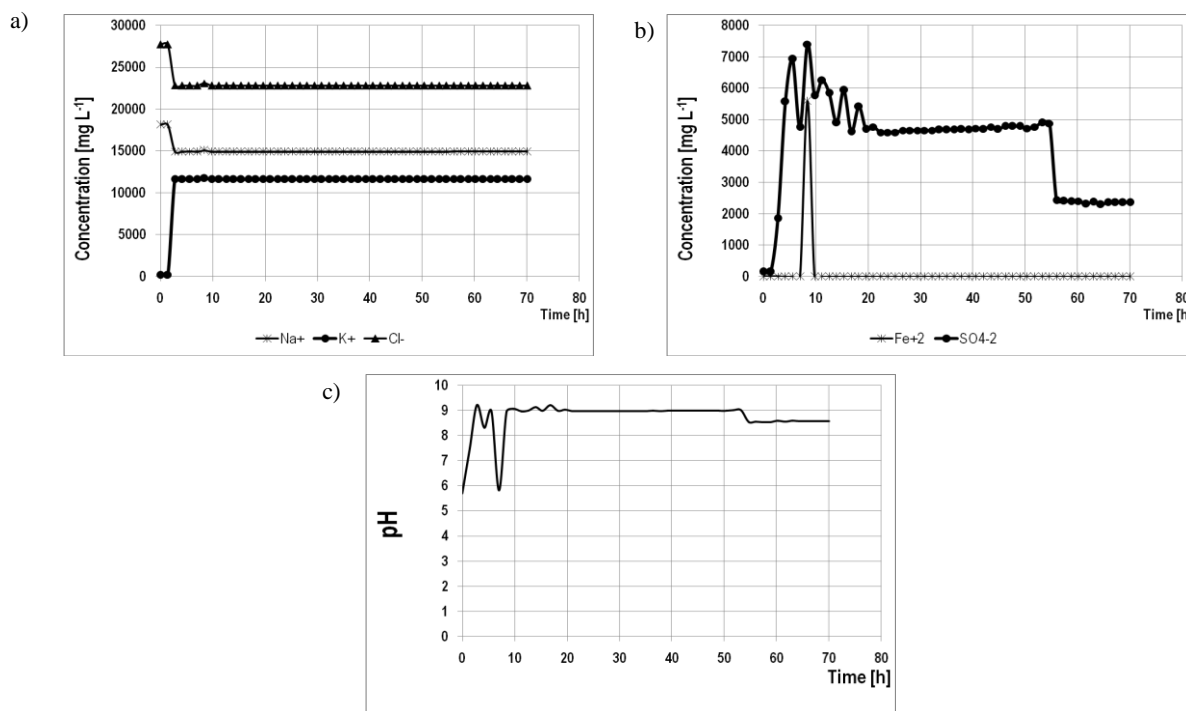 a)
30000
25000
20000
15000
10000
5000
0
Concentration [mg L-1]
0 10 20 30 40 50 60 70 80
Time [h]
Na+ K+ Cl-
b)
8000
7000
6000
5000
4000
3000
2000
1000
0
Concentration [mg L-1]
0 10 20 30 40 50 60 70 80
Time [h]
Fe+2 SO4-2
c)
10
9
8
7
6
5
4
3
2
1
0
pH
0 10 20 30 40 50 60 70 80
Time [h]